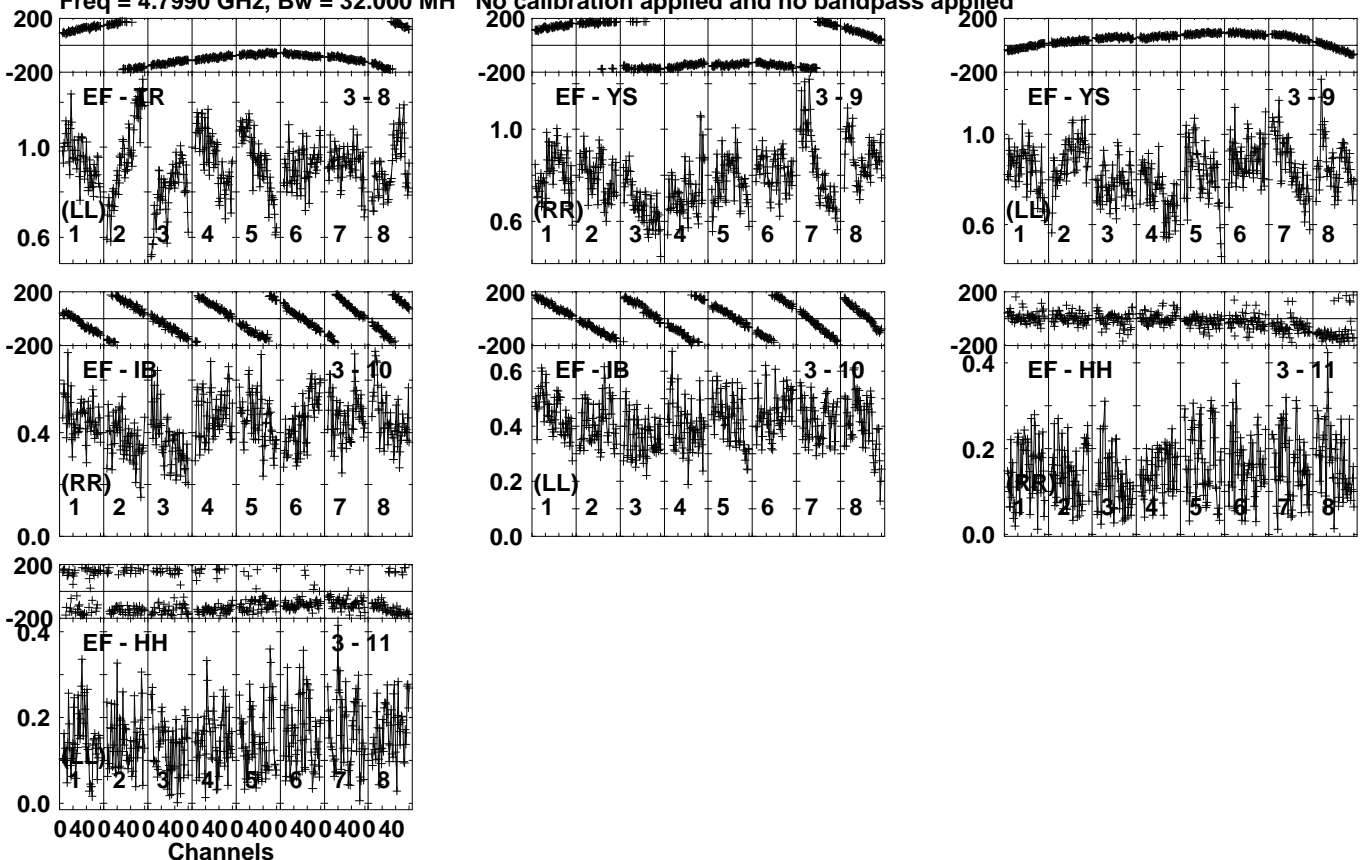 Freq = 4.7990 GHz, Bw = 32.000 MH No calibration applied and no bandpass applied
200
-200
EF - TR
3 - 8
1.0
0.6
(LL)
1 2 3 4 5 6 7 8
200
-200
EF - YS
3 - 9
1.0
0.6
(RR)
1 2 3 4 5 6 7 8
200
-200
EF - YS
3 - 9
1.0
0.6
(LL)
1 2 3 4 5 6 7 8
200
-200
EF - IB
3 - 10
0.4
0.0
(RR)
1 2 3 4 5 6 7 8
200
-200
EF - IB
3 - 10
0.6
0.4
0.2
0.0
(LL)
1 2 3 4 5 6 7 8
200
-200
EF - HH
3 - 11
0.4
0.2
0.0
(RR)
1 2 3 4 5 6 7 8
200
-200
EF - HH
3 - 11
0.4
0.2
0.0
(LL)
1 2 3 4 5 6 7 8
0 40 0 40 0 40 0 40 0 40 0 40 0 40 0 40
Channels